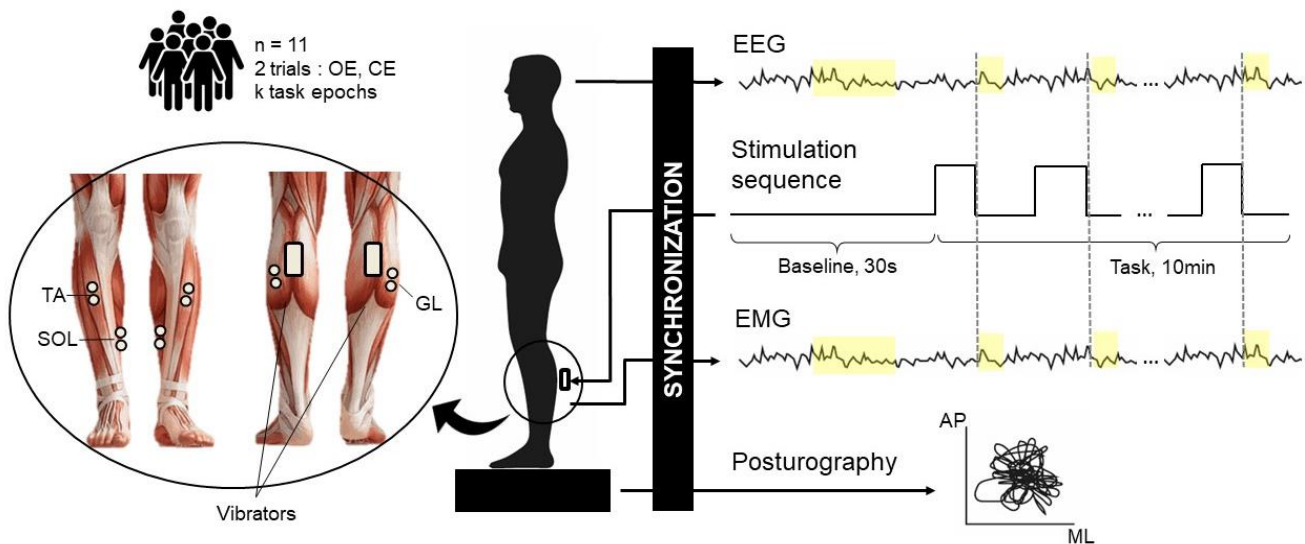 n = 11
2 trials : OE, CE
k task epochs
TA
SOL
GL
Vibrators
SYNCHRONIZATION
EEG
...
Stimulation
sequence
...
Baseline, 30s
Task, 10min
EMG
...
Posturography
AP
ML